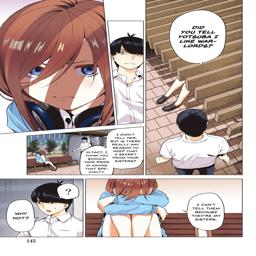 DID
YOU TELL
YOTSUBA I
LIKE WAR-
LORDS?
I DIDN'T
TELL HER,
BUT IS THERE
REALLY ANY
REASON TO
KEEP THAT
A SECRET
FROM YOUR
SISTERS?
IN FACT, I
THINK YOU
SHOULD
TAKE PRIDE
IN HAVING
THAT SPE-
CIALTY.
I CAN'T
TELL THEM
BECAUSE
THEY'RE MY
SISTERS.
?
WHY
NOT?
145